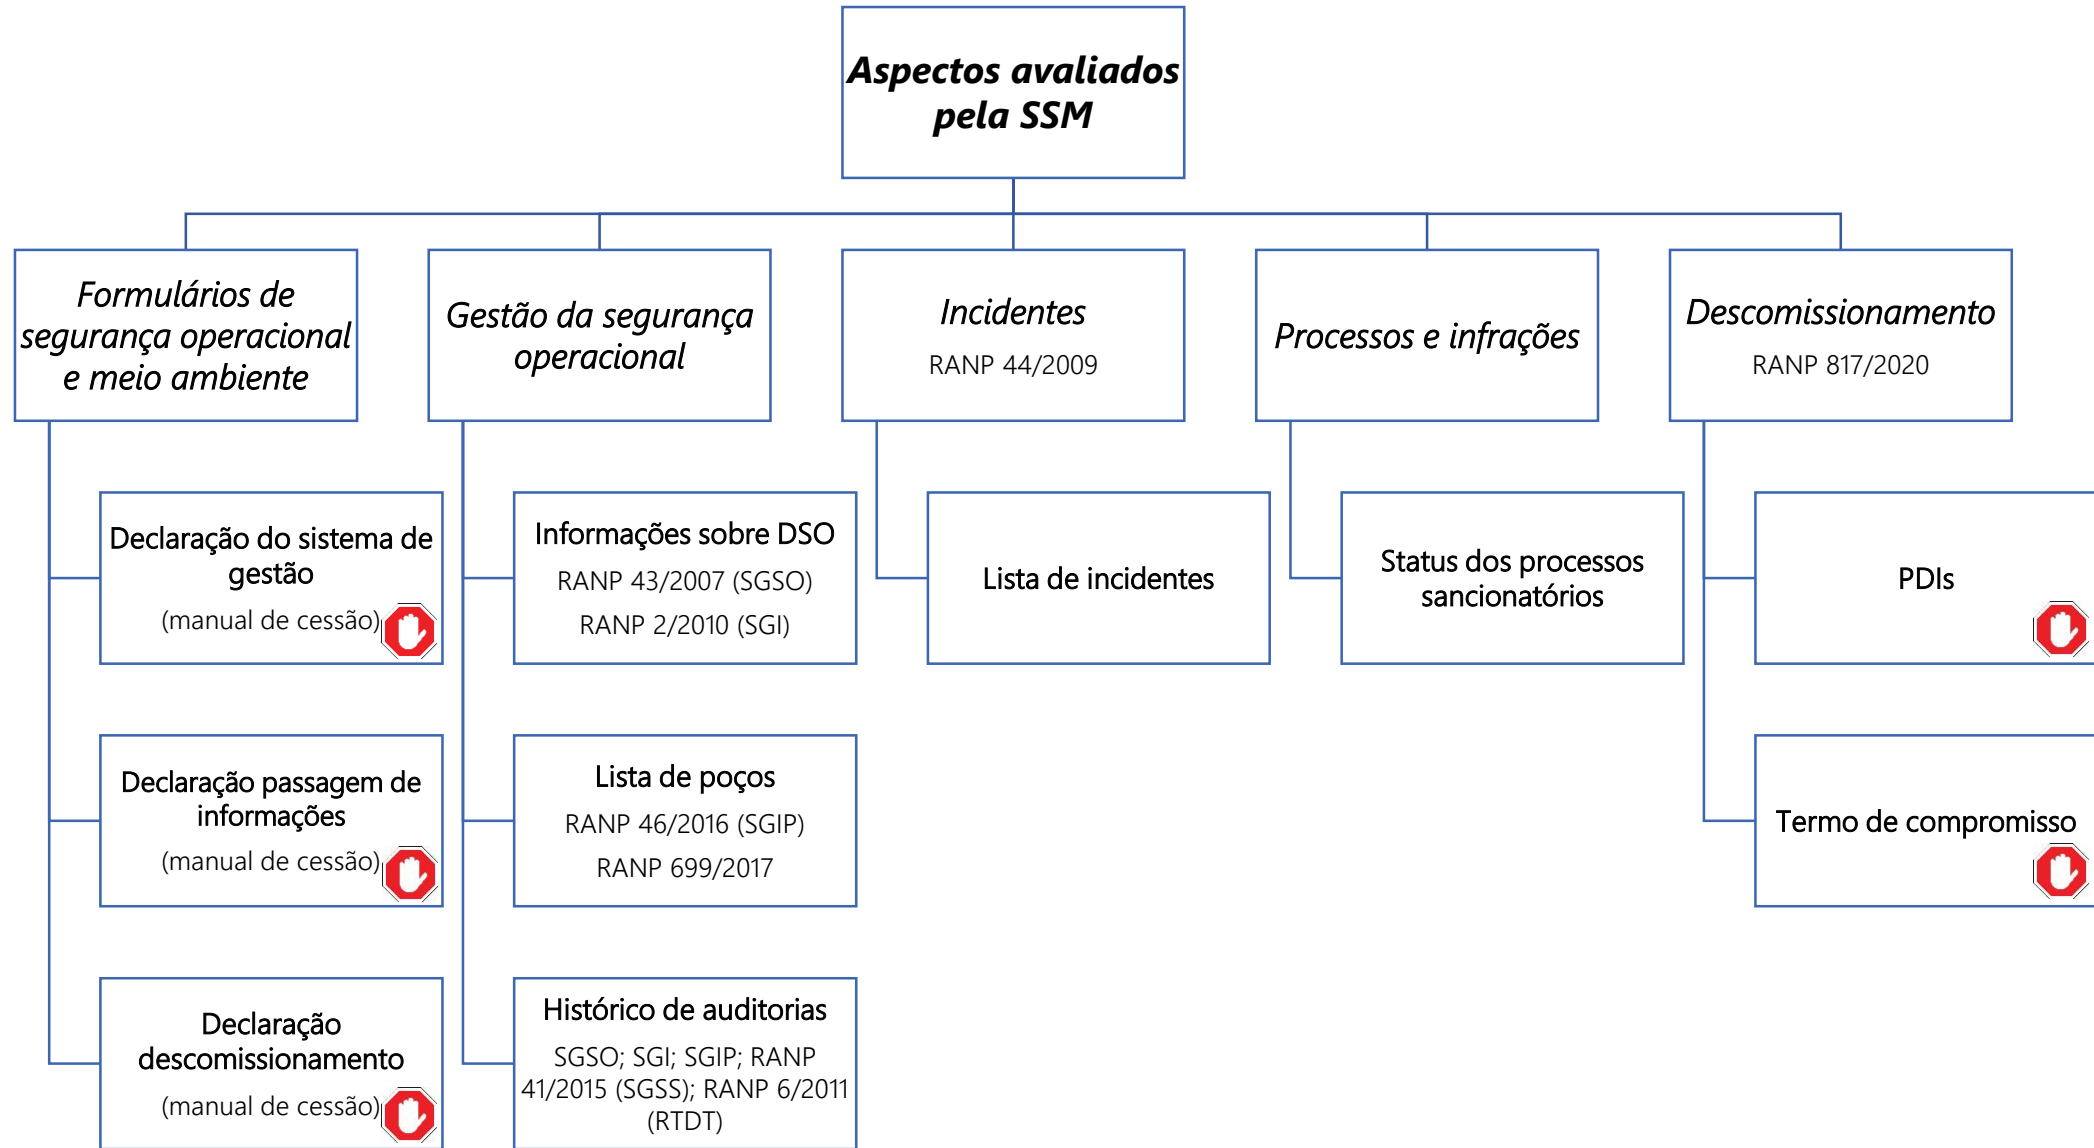 Aspectos avaliados
pela SSM
Formulários de
segurança operacional
e meio ambiente
Gestão da segurança
operacional
Incidentes
RANP 44/2009
Processos e infrações
Descomissionamento
RANP 817/2020
Declaração do sistema de
gestão
(manual de cessão)
Informações sobre DSO
RANP 43/2007 (SGSO)
RANP 2/2010 (SGI)
Lista de incidentes
Status dos processos
sancionatórios
PDIs
Declaração passagem de
informações
(manual de cessão)
Lista de poços
RANP 46/2016 (SGIP)
RANP 699/2017
Termo de compromisso
Declaração
descomissionamento
(manual de cessão)
Histórico de auditorias
SGSO; SGI; SGIP; RANP
41/2015 (SGSS); RANP 6/2011
(RTDT)